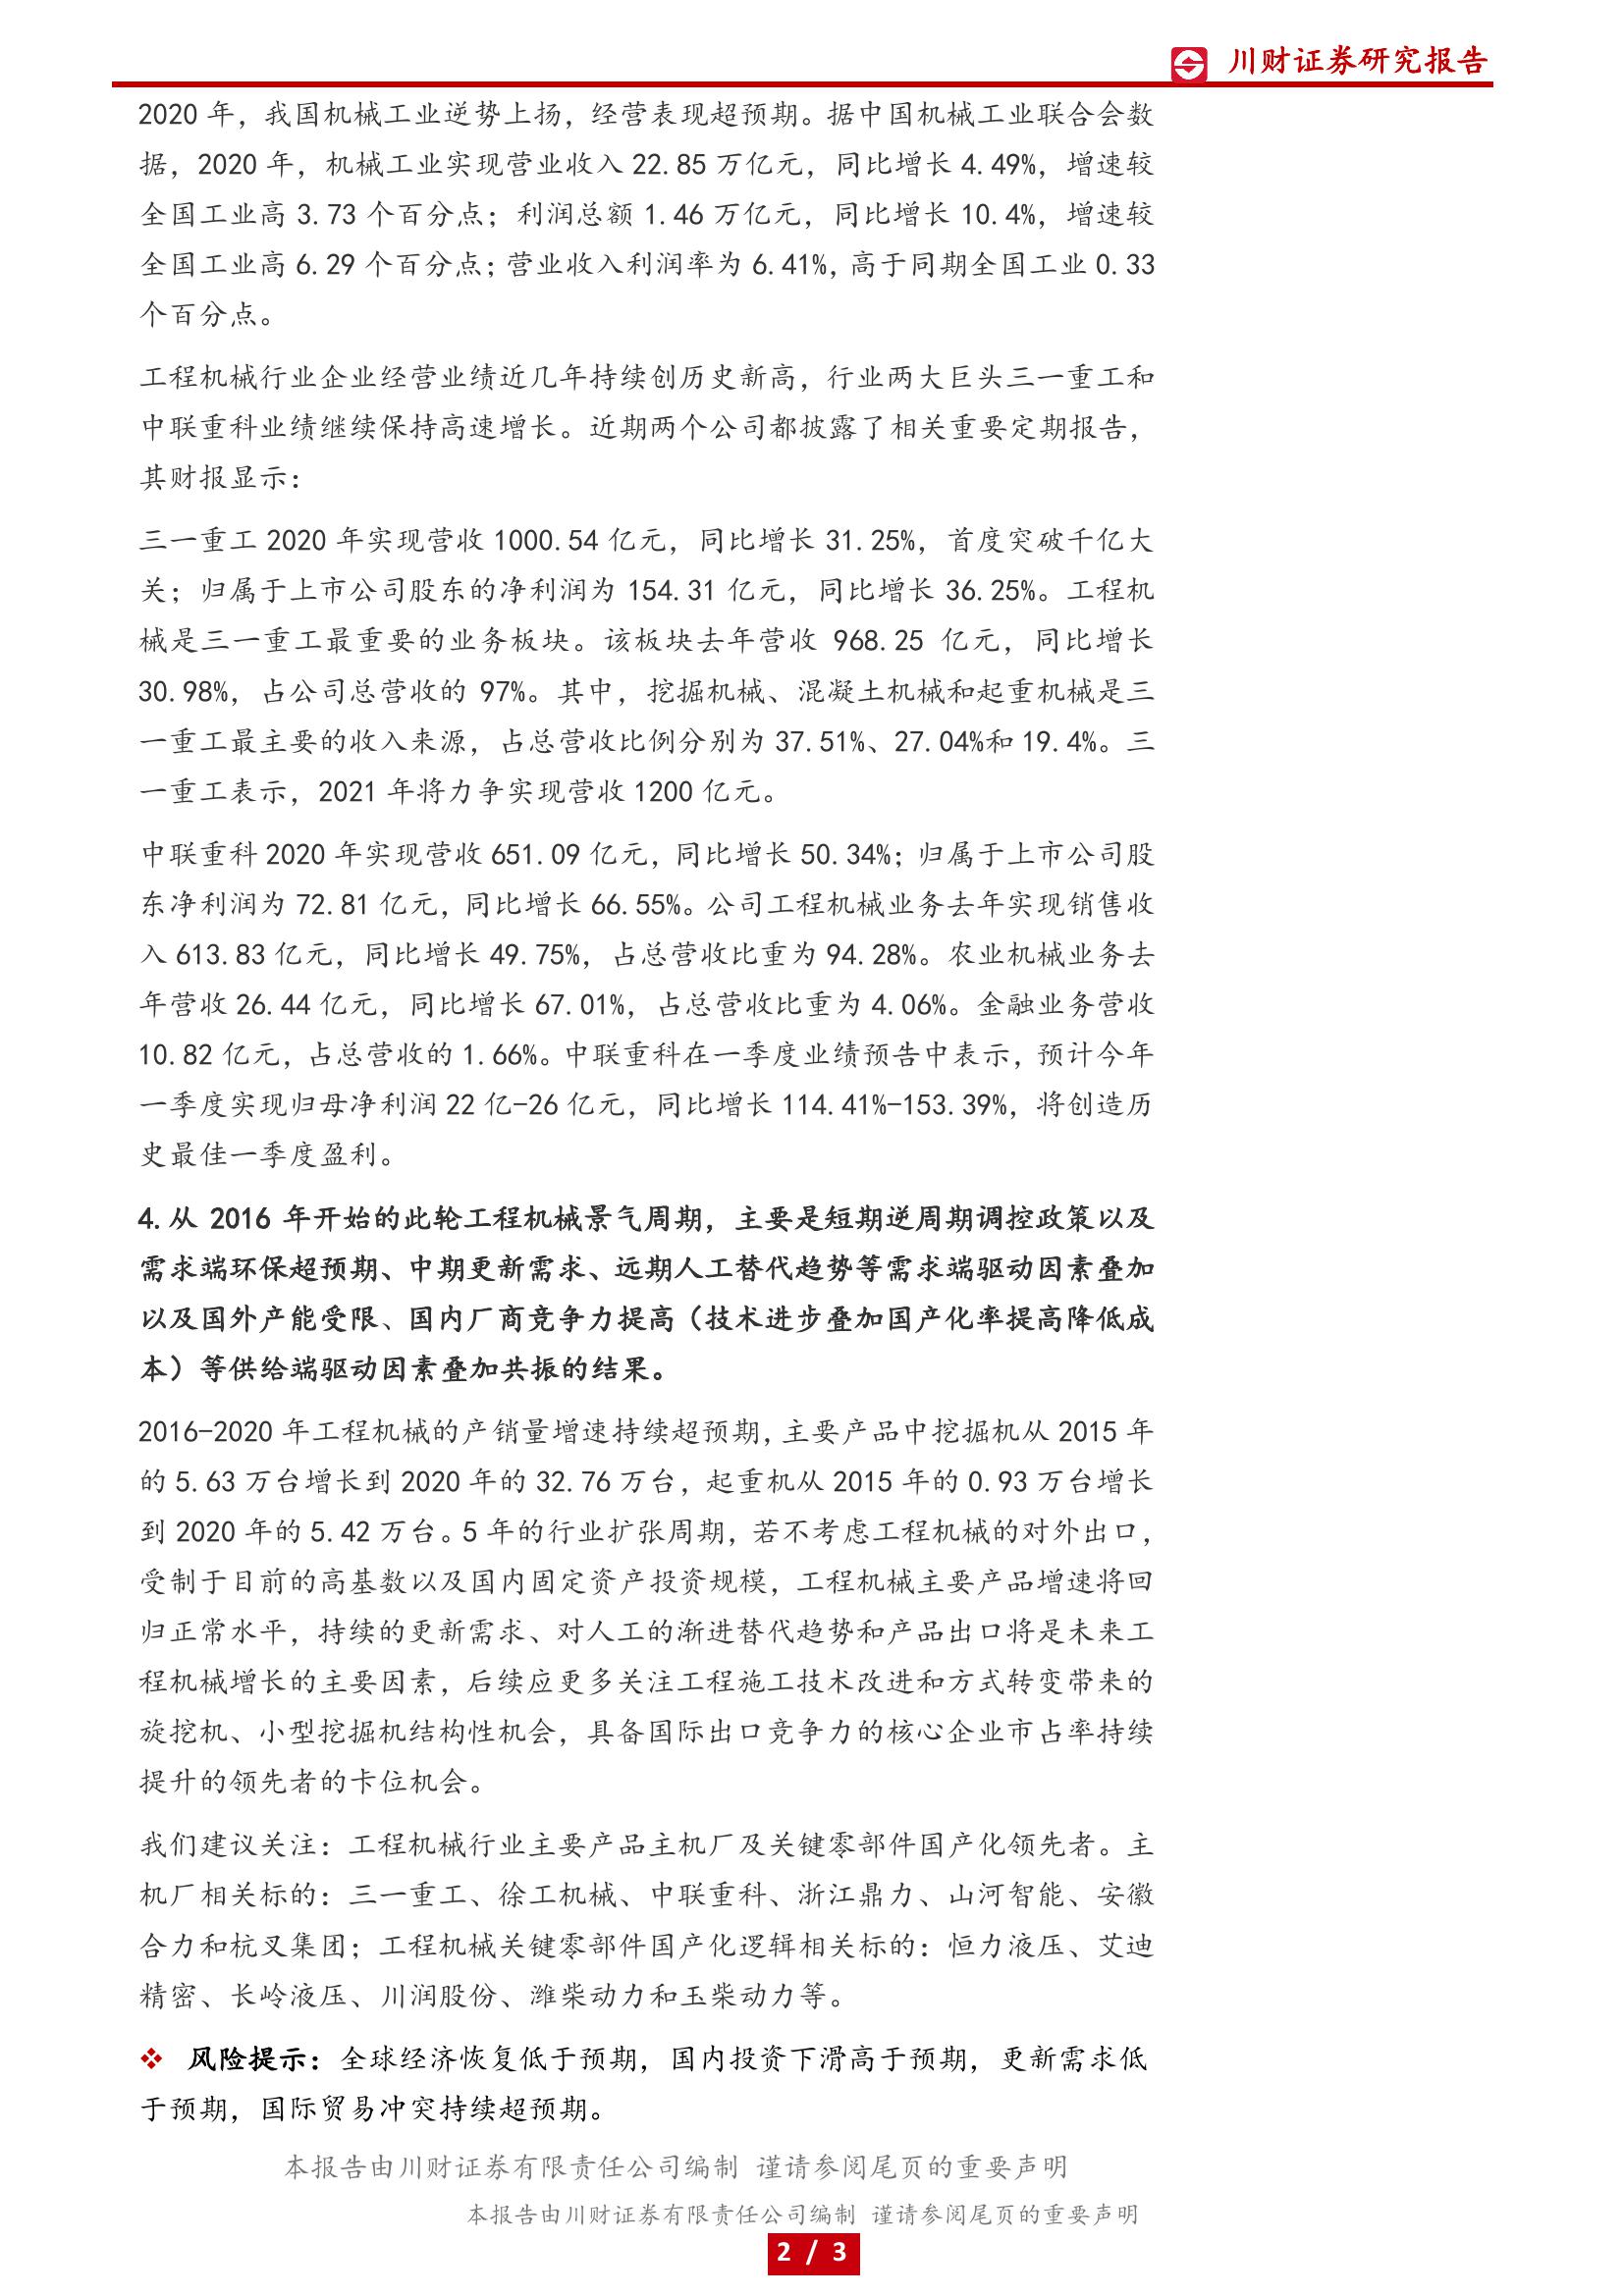 川财证券研究报告
2020 年，我国机械工业逆势上扬，经营表现超预期。据中国机械工业联合会数
据，2020 年，机械工业实现营业收入 22.85 万亿元，同比增长 4.49%，增速较
全国工业高 3.73 个百分点；利润总额 1.46 万亿元，同比增长 10.4%，增速较
全国工业高 6.29 个百分点；营业收入利润率为 6.41%，高于同期全国工业 0.33
个百分点。
工程机械行业企业经营业绩近几年持续创历史新高，行业两大巨头三一重工和
中联重科业绩继续保持高速增长。近期两个公司都披露了相关重要定期报告，
其财报显示：
三一重工 2020 年实现营收 1000.54 亿元，同比增长 31.25%，首度突破千亿大
关；归属于上市公司股东的净利润为 154.31 亿元，同比增长 36.25%。工程机
械是三一重工最重要的业务板块。该板块去年营收 968.25 亿元，同比增长
30.98%，占公司总营收的 97%。其中，挖掘机械、混凝土机械和起重机械是三
一重工最主要的收入来源，占总营收比例分别为 37.51%、27.04%和 19.4%。三
一重工表示，2021 年将力争实现营收 1200 亿元。
中联重科 2020 年实现营收 651.09 亿元，同比增长 50.34%；归属于上市公司股
东净利润为 72.81 亿元，同比增长 66.55%。公司工程机械业务去年实现销售收
入 613.83 亿元，同比增长 49.75%，占总营收比重为 94.28%。农业机械业务去
年营收 26.44 亿元，同比增长 67.01%，占总营收比重为 4.06%。金融业务营收
10.82 亿元，占总营收的 1.66%。中联重科在一季度业绩预告中表示，预计今年
一季度实现归母净利润 22 亿-26 亿元，同比增长 114.41%-153.39%，将创造历
史最佳一季度盈利。
4.从 2016 年开始的此轮工程机械景气周期，主要是短期逆周期调控政策以及
需求端环保超预期、中期更新需求、远期人工替代趋势等需求端驱动因素叠加
以及国外产能受限、国内厂商竞争力提高（技术进步叠加国产化率提高降低成
本）等供给端驱动因素叠加共振的结果。
2016-2020 年工程机械的产销量增速持续超预期，主要产品中挖掘机从 2015 年
的 5.63 万台增长到 2020 年的 32.76 万台，起重机从 2015 年的 0.93 万台增长
到 2020 年的 5.42 万台。5 年的行业扩张周期，若不考虑工程机械的对外出口，
受制于目前的高基数以及国内固定资产投资规模，工程机械主要产品增速将回
归正常水平，持续的更新需求、对人工的渐进替代趋势和产品出口将是未来工
程机械增长的主要因素，后续应更多关注工程施工技术改进和方式转变带来的
旋挖机、小型挖掘机结构性机会，具备国际出口竞争力的核心企业市占率持续
提升的领先者的卡位机会。
我们建议关注：工程机械行业主要产品主机厂及关键零部件国产化领先者。主
机厂相关标的：三一重工、徐工机械、中联重科、浙江鼎力、山河智能、安徽
合力和杭叉集团；工程机械关键零部件国产化逻辑相关标的：恒力液压、艾迪
精密、长岭液压、川润股份、潍柴动力和玉柴动力等。
❖ 风险提示：全球经济恢复低于预期，国内投资下滑高于预期，更新需求低
于预期，国际贸易冲突持续超预期。
本报告由川财证券有限责任公司编制 谨请参阅尾页的重要声明
本报告由川财证券有限责任公司编制 谨请参阅尾页的重要声明
2 / 3